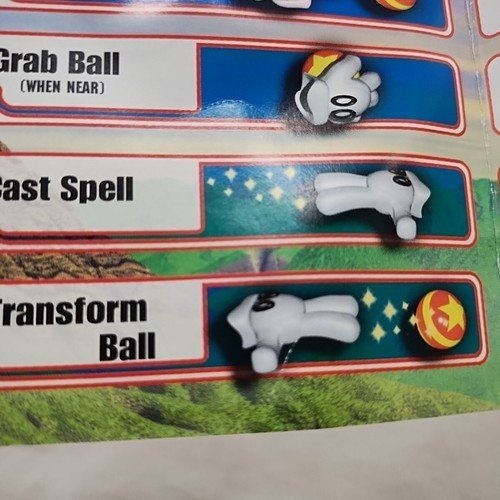 Grab Ball
(WHEN NEAR)
Cast Spell
Transform
Ball